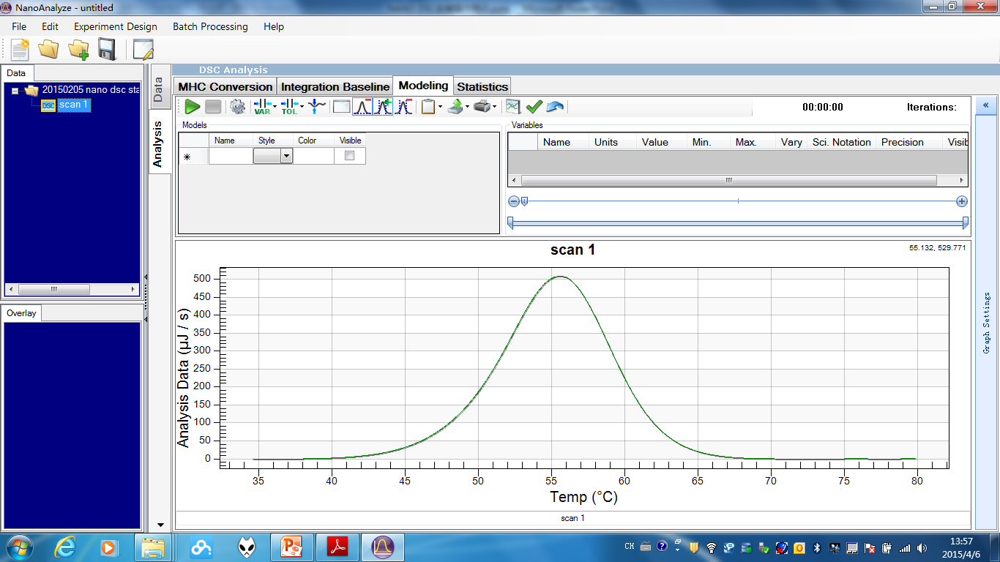 NanoAnalyze - untitled
File Edit Experiment Design Batch Processing Help
Data
20150205 nano dsc sta
DSC scan 1
Overlay
Data
Analysis
DSC Analysis
MHC Conversion Integration Baseline Modeling Statistics
VAR TOL
00:00:00 Iterations:
Models
Name Style Color Visible
Variables
Name Units Value Min. Max. Vary Sci. Notation Precision Visib
scan 1
55.132, 529.771
Analysis Data (µJ / s)
500
450
400
350
300
250
200
150
100
50
0
35 40 45 50 55 60 65 70 75 80
Temp (°C)
scan 1
Graph Settings
CH
13:57
2015/4/6